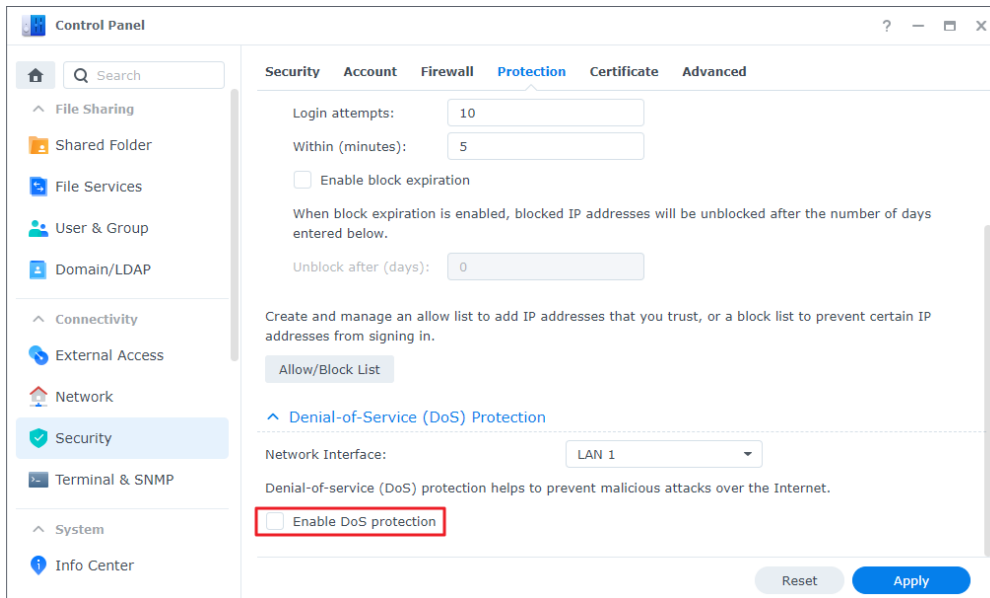 Control Panel
Search
File Sharing
Shared Folder
File Services
User & Group
Domain/LDAP
Connectivity
External Access
Network
Security
Terminal & SNMP
System
Info Center
Security Account Firewall Protection Certificate Advanced
Login attempts: 10
Within (minutes): 5
Enable block expiration
When block expiration is enabled, blocked IP addresses will be unblocked after the number of days
entered below.
Unblock after (days): 0
Create and manage an allow list to add IP addresses that you trust, or a block list to prevent certain IP
addresses from signing in.
Allow/Block List
Denial-of-Service (DoS) Protection
Network Interface: LAN 1
Denial-of-service (DoS) protection helps to prevent malicious attacks over the Internet.
Enable DoS protection
Reset Apply